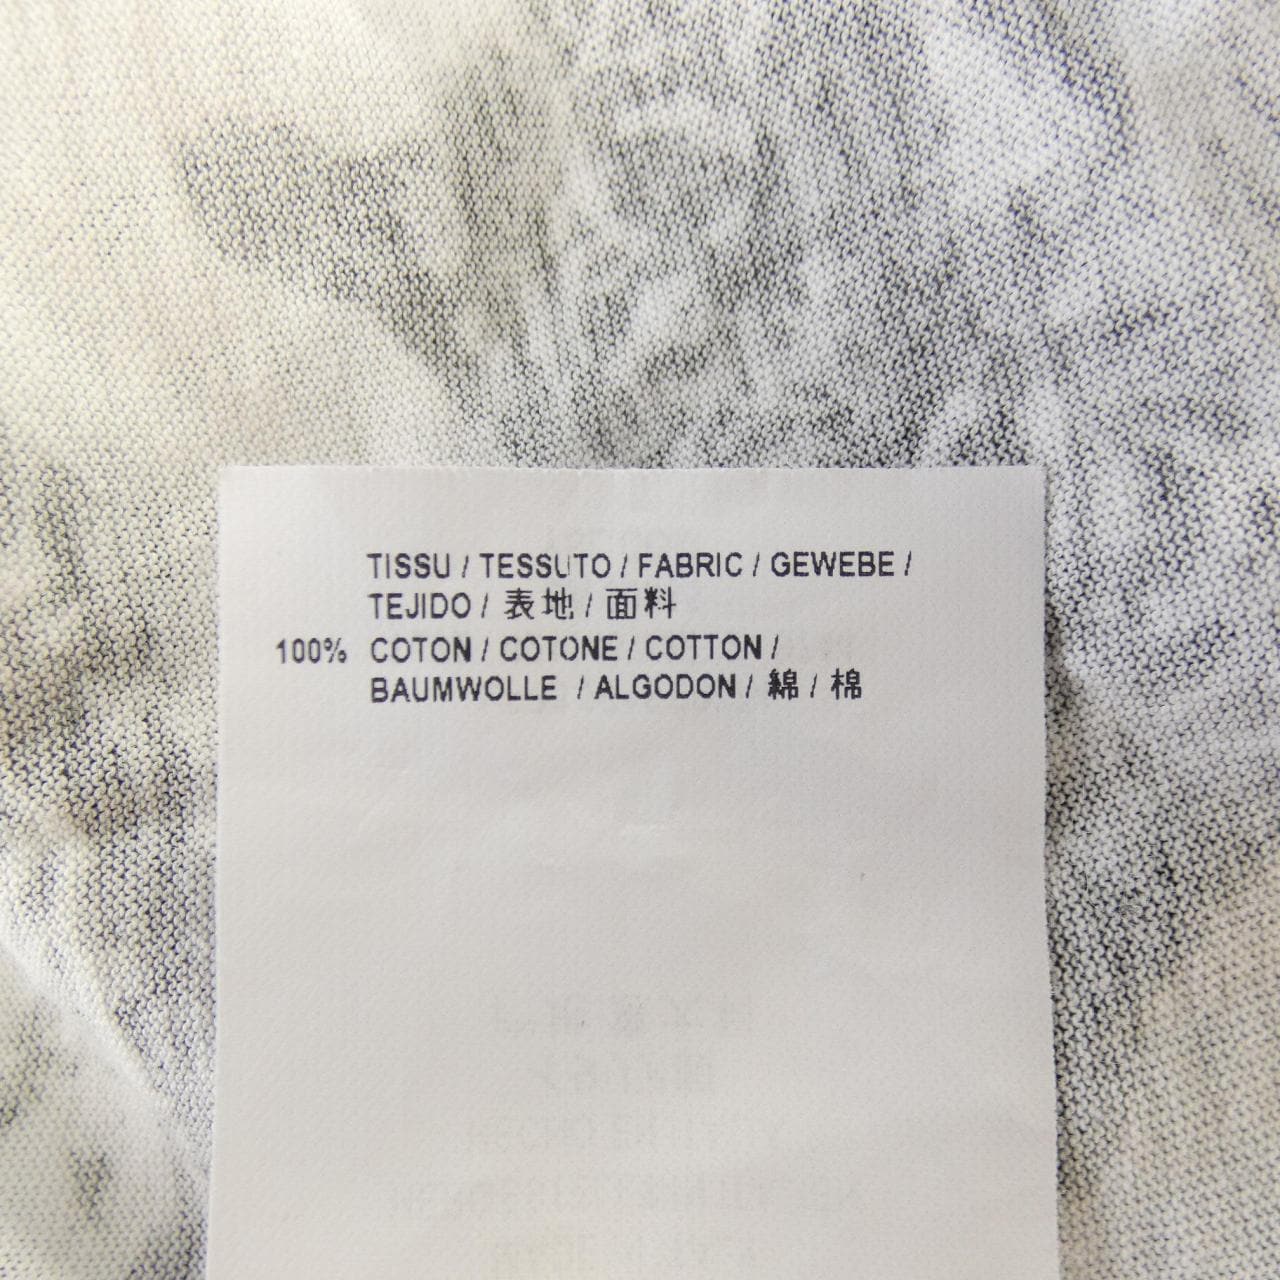 TISSU / TESSUTO / FABRIC / GEWEBE /
TEJIDO / 表地 / 面料
100% COTON / COTONE / COTTON /
BAUMWOLLE / ALGODON / 綿 / 棉